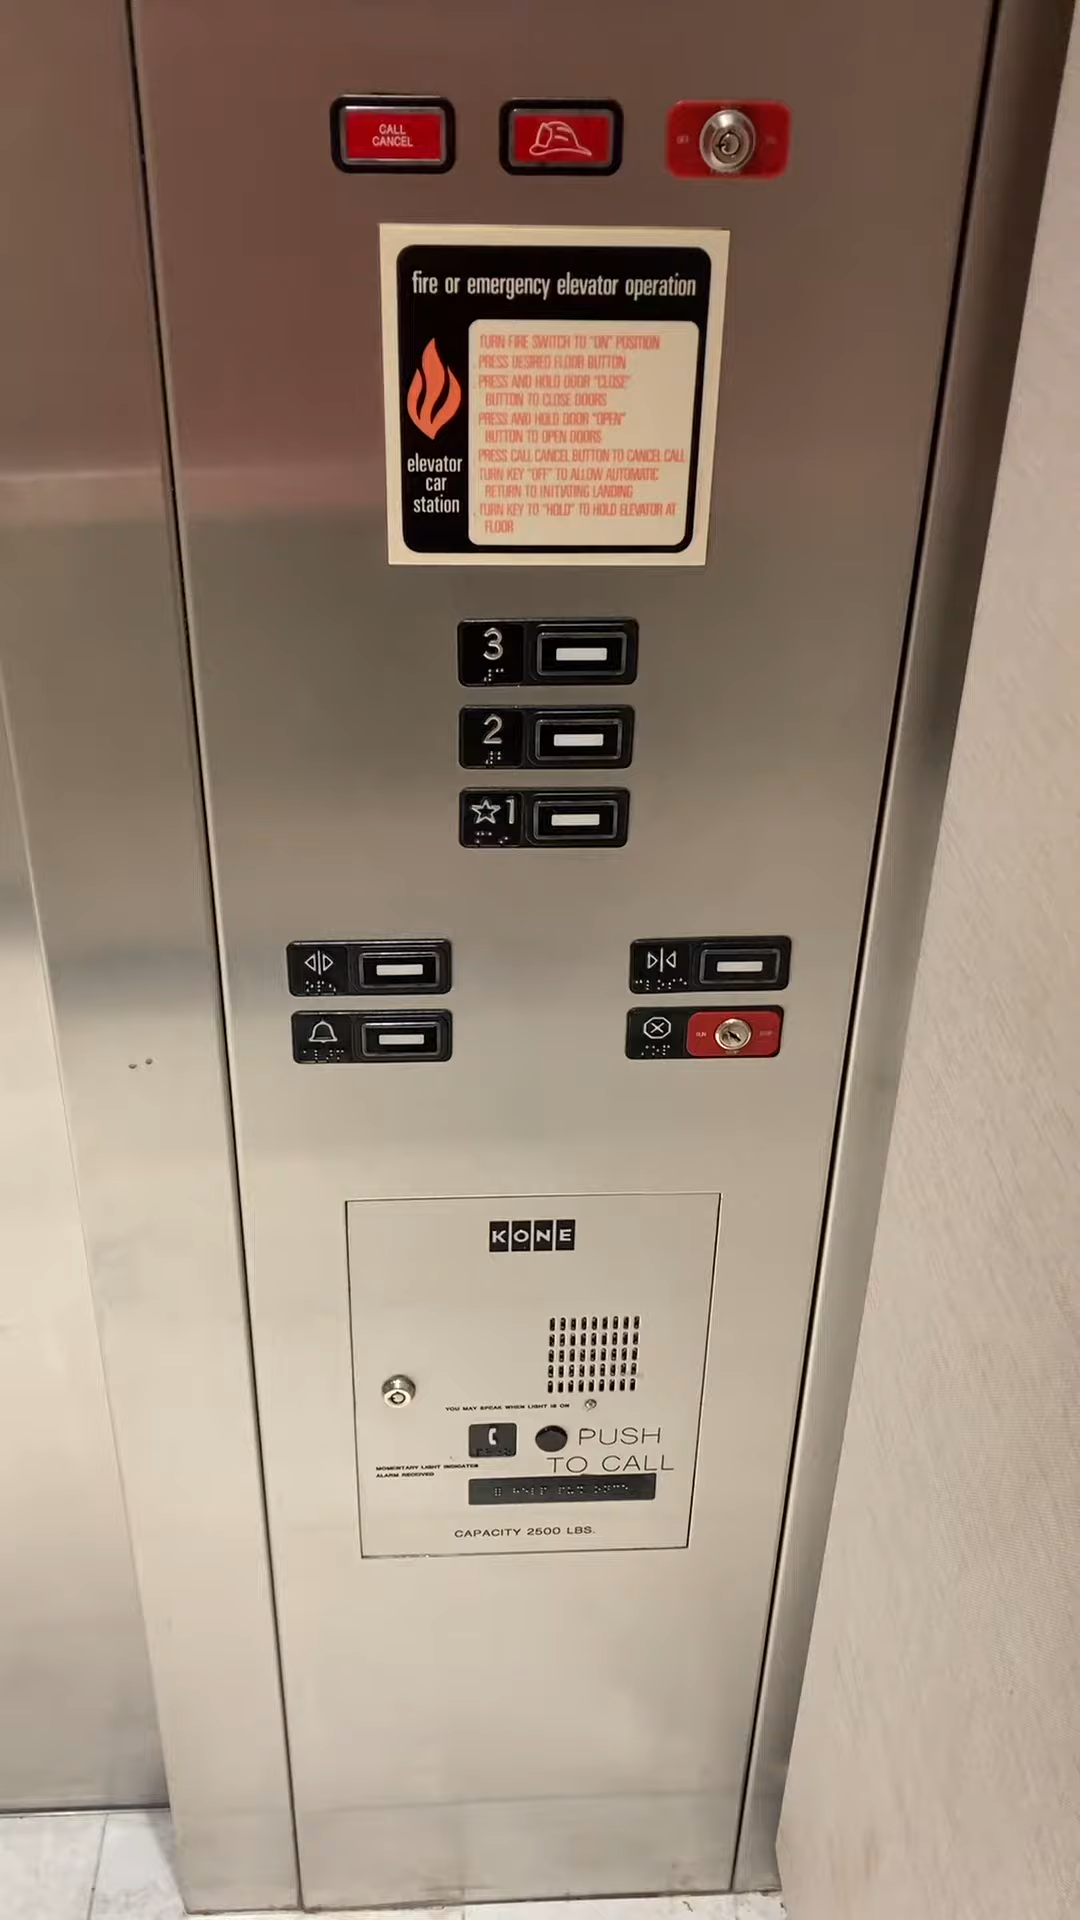 CALL
CANCEL
fire or emergency elevator operation
TURN FIRE SWITCH TO "ON" POSITION
PRESS DESIRED FLOOR BUTTON
PRESS AND HOLD DOOR "CLOSE"
BUTTON TO CLOSE DOORS
PRESS AND HOLD DOOR "OPEN"
BUTTON TO OPEN DOORS
PRESS CALL CANCEL BUTTON TO CANCEL CALL
TURN KEY "OFF" TO ALLOW AUTOMATIC
RETURN TO INITIATING LANDING
TURN KEY TO "HOLD" TO HOLD ELEVATOR AT
FLOOR
elevator
car
station
3
2
☆1
RUN
STOP
KONE
YOU MAY SPEAK WHEN LIGHT IS ON
PUSH
TO CALL
MOMENTARY LIGHT INDICATES
ALARM RECEIVED
CAPACITY 2500 LBS.